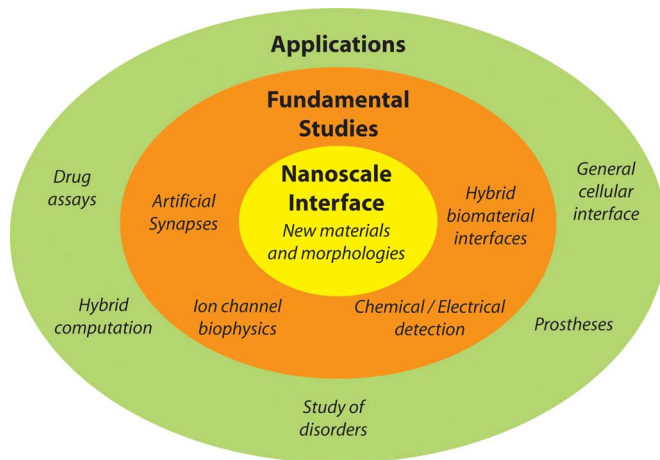 Applications
Fundamental
Studies
Nanoscale
Interface
New materials
and morphologies
Artificial
Synapses
Hybrid
biomaterial
interfaces
Ion channel
biophysics
Chemical / Electrical
detection
Drug
assays
General
cellular
interface
Hybrid
computation
Prostheses
Study of
disorders